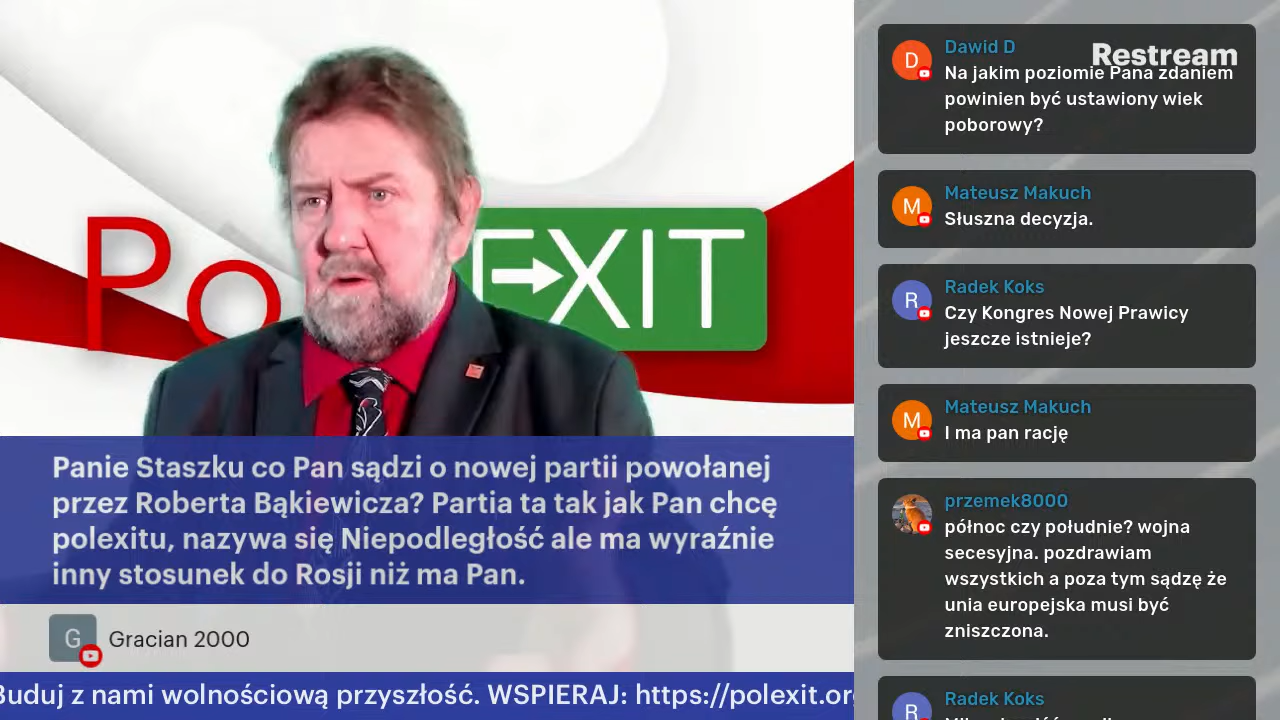 Po EXIT
Panie Staszku co Pan sądzi o nowej partii powołanej
przez Roberta Bąkiewicza? Partia ta tak jak Pan chcę
polexitu, nazywa się Niepodległość ale ma wyraźnie
inny stosunek do Rosji niż ma Pan.
G
Gracian 2000
Buduj z nami wolnościową przyszłość. WSPIERAJ: https://polexit.org
Restream
D
Dawid D
Na jakim poziomie Pana zdaniem
powinien być ustawiony wiek
poborowy?
M
Mateusz Makuch
Słuszna decyzja.
R
Radek Koks
Czy Kongres Nowej Prawicy
jeszcze istnieje?
M
Mateusz Makuch
I ma pan rację
przemek8000
północ czy południe? wojna
secesyjna. pozdrawiam
wszystkich a poza tym sądzę że
unia europejska musi być
zniszczona.
R
Radek Koks